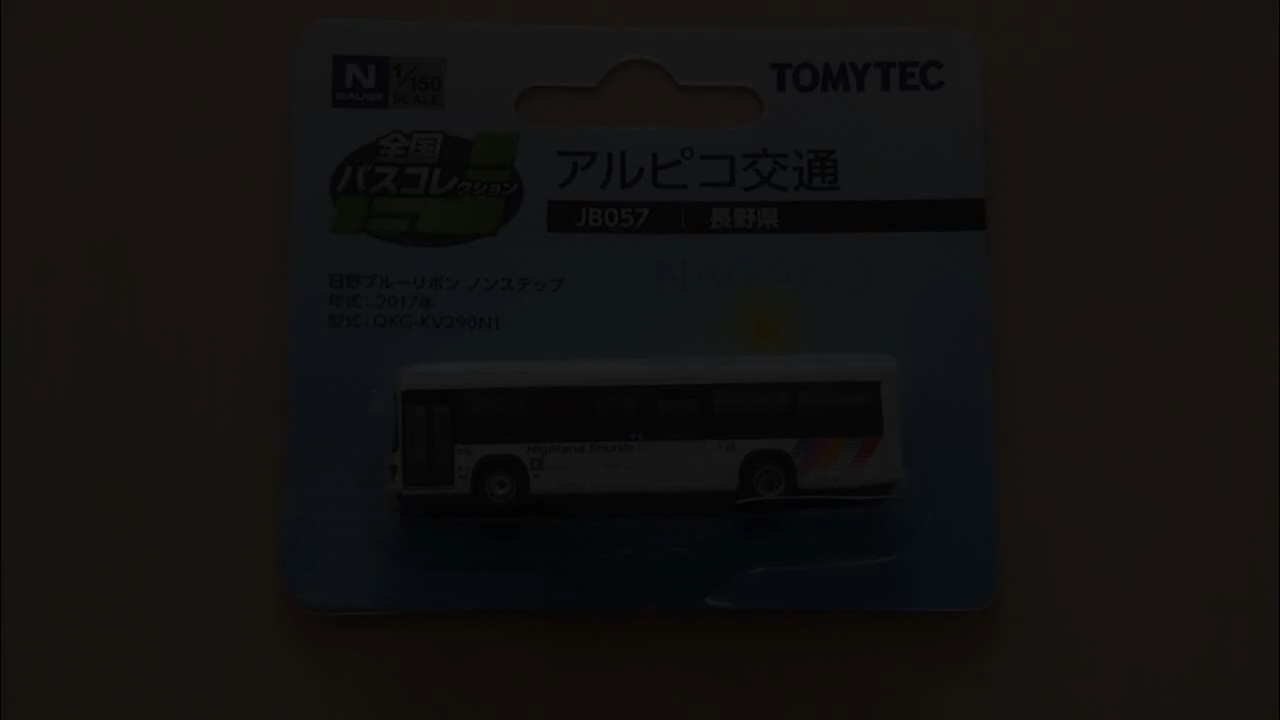 N GAUGE 1/150 SCALE
TOMYTEC
全国
バスコレクション
アルピコ交通
JB057 | 長野県
NAGANO
日野ブルーリボン ノンステップ
年式：2017年
型式：QKG-KV290N1
Highland Shuttle